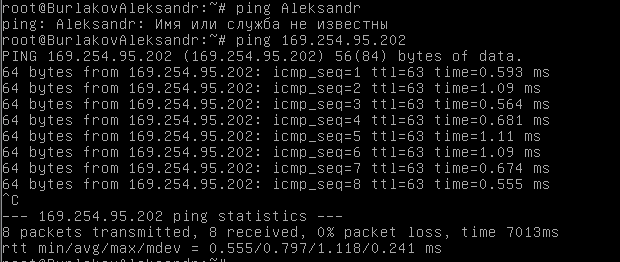 root@BurlakovAleksandr:~# ping Aleksandr
ping: Aleksandr: Имя или служба не известны
root@BurlakovAleksandr:~# ping 169.254.95.202
PING 169.254.95.202 (169.254.95.202) 56(84) bytes of data.
64 bytes from 169.254.95.202: icmp_seq=1 ttl=63 time=0.593 ms
64 bytes from 169.254.95.202: icmp_seq=2 ttl=63 time=1.09 ms
64 bytes from 169.254.95.202: icmp_seq=3 ttl=63 time=0.564 ms
64 bytes from 169.254.95.202: icmp_seq=4 ttl=63 time=0.681 ms
64 bytes from 169.254.95.202: icmp_seq=5 ttl=63 time=1.11 ms
64 bytes from 169.254.95.202: icmp_seq=6 ttl=63 time=1.09 ms
64 bytes from 169.254.95.202: icmp_seq=7 ttl=63 time=0.674 ms
64 bytes from 169.254.95.202: icmp_seq=8 ttl=63 time=0.555 ms
^C
--- 169.254.95.202 ping statistics ---
8 packets transmitted, 8 received, 0% packet loss, time 7013ms
rtt min/avg/max/mdev = 0.555/0.797/1.118/0.241 ms
root@BurlakovAleksandr:~#